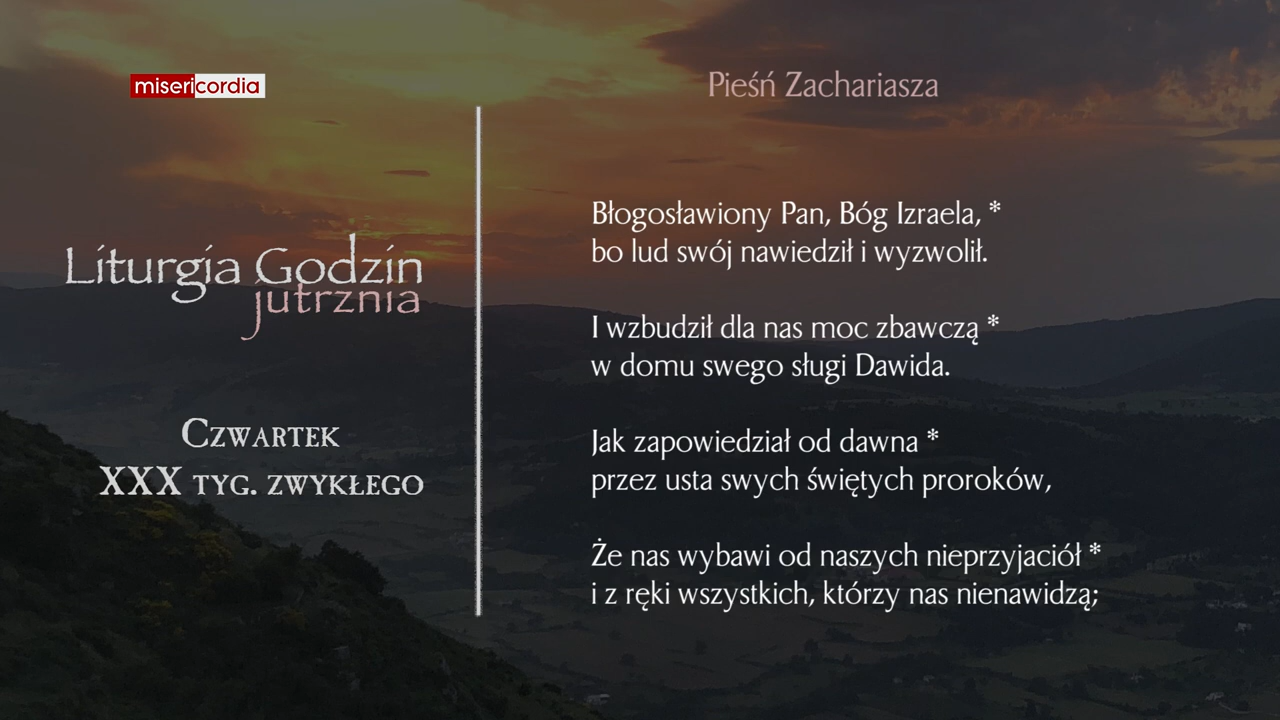 misericordia
Liturgia Godzin
jutrznia
Czwartek
XXX tyg. zwykłego
Pieśń Zachariasza
Błogosławiony Pan, Bóg Izraela, *
bo lud swój nawiedził i wyzwolił.
I wzbudził dla nas moc zbawczą *
w domu swego sługi Dawida.
Jak zapowiedział od dawna *
przez usta swych świętych proroków,
Że nas wybawi od naszych nieprzyjaciół *
i z ręki wszystkich, którzy nas nienawidzą;